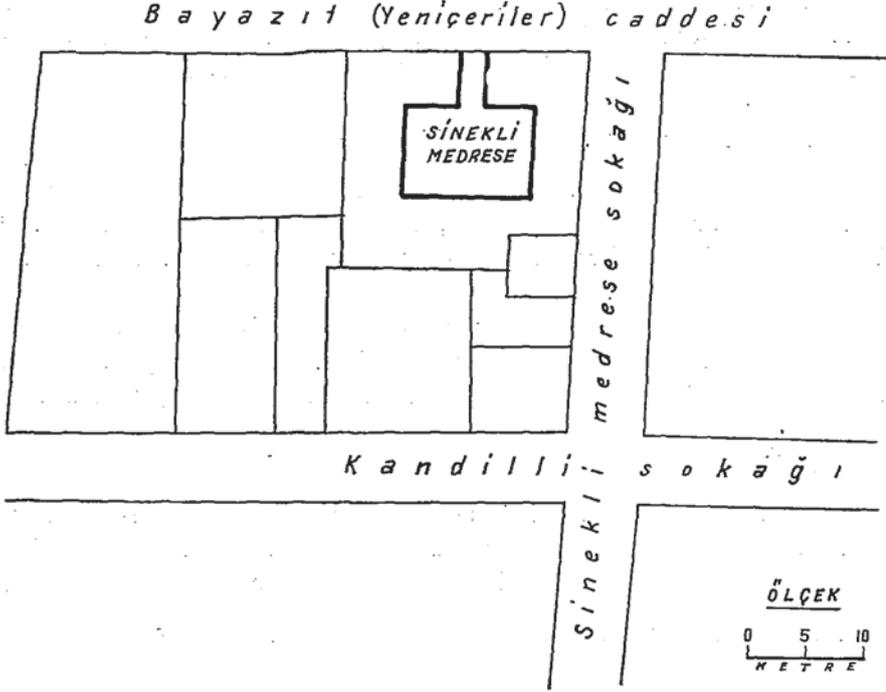 Bayazıt (Yeniçeriler) caddesi
SİNEKLİ
MEDRESE
Sinekli medrese sokağı
Kandilli sokağı
ÖLÇEK
0 5 10
METRE